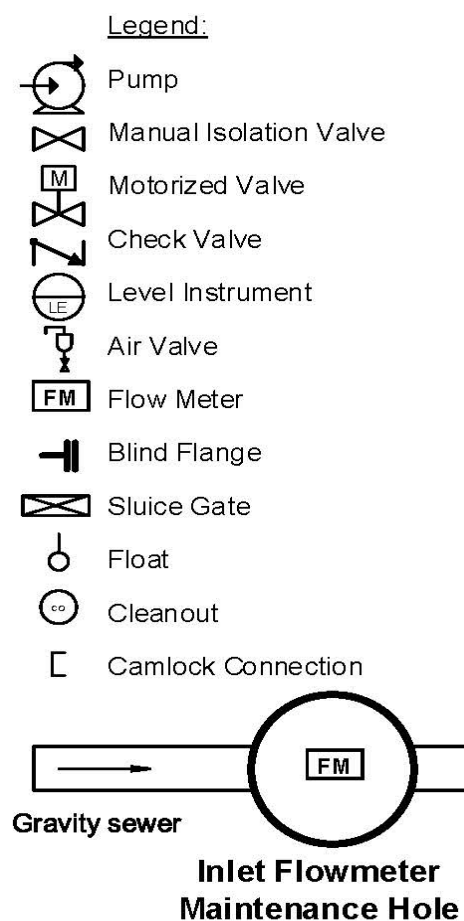 Legend:
Pump
Manual Isolation Valve
M
Motorized Valve
Check Valve
LE
Level Instrument
Air Valve
FM
Flow Meter
Blind Flange
Sluice Gate
Float
co
Cleanout
Camlock Connection
FM
Gravity sewer
Inlet Flowmeter
Maintenance Hole